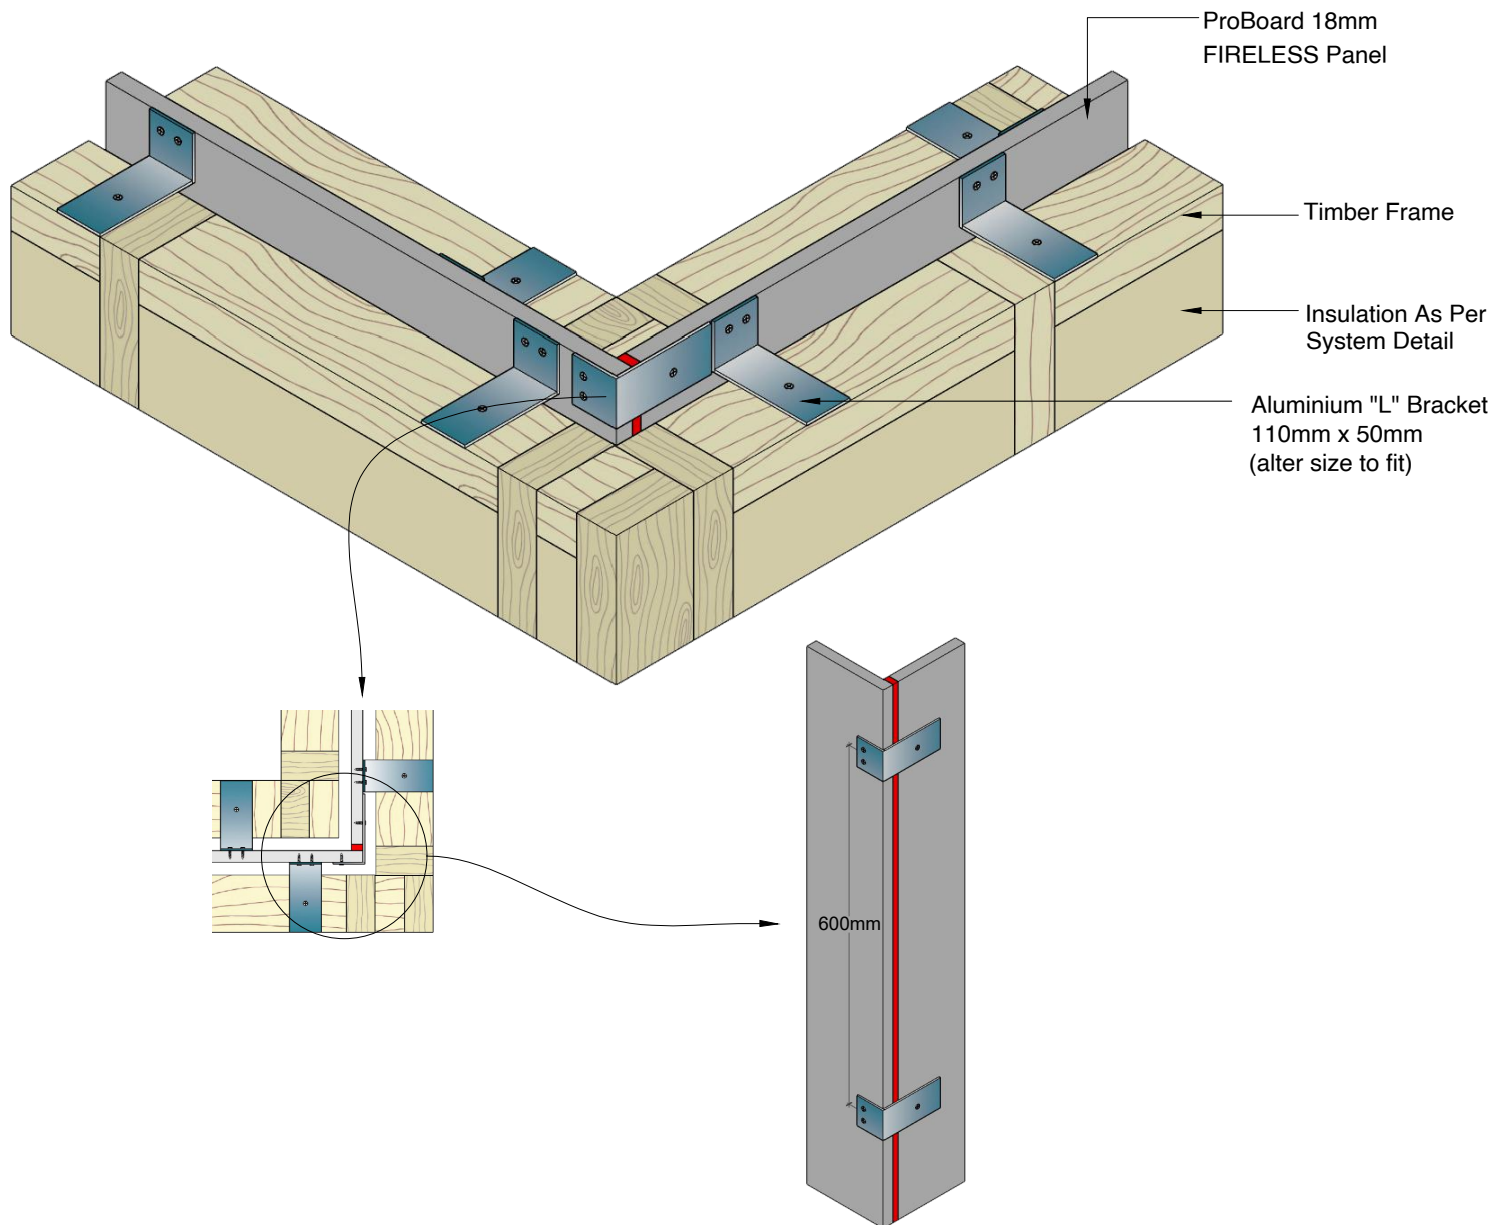 ProBoard 18mm
FIRELESS Panel
Timber Frame
Insulation As Per
System Detail
Aluminium "L" Bracket
110mm x 50mm
(alter size to fit)
600mm